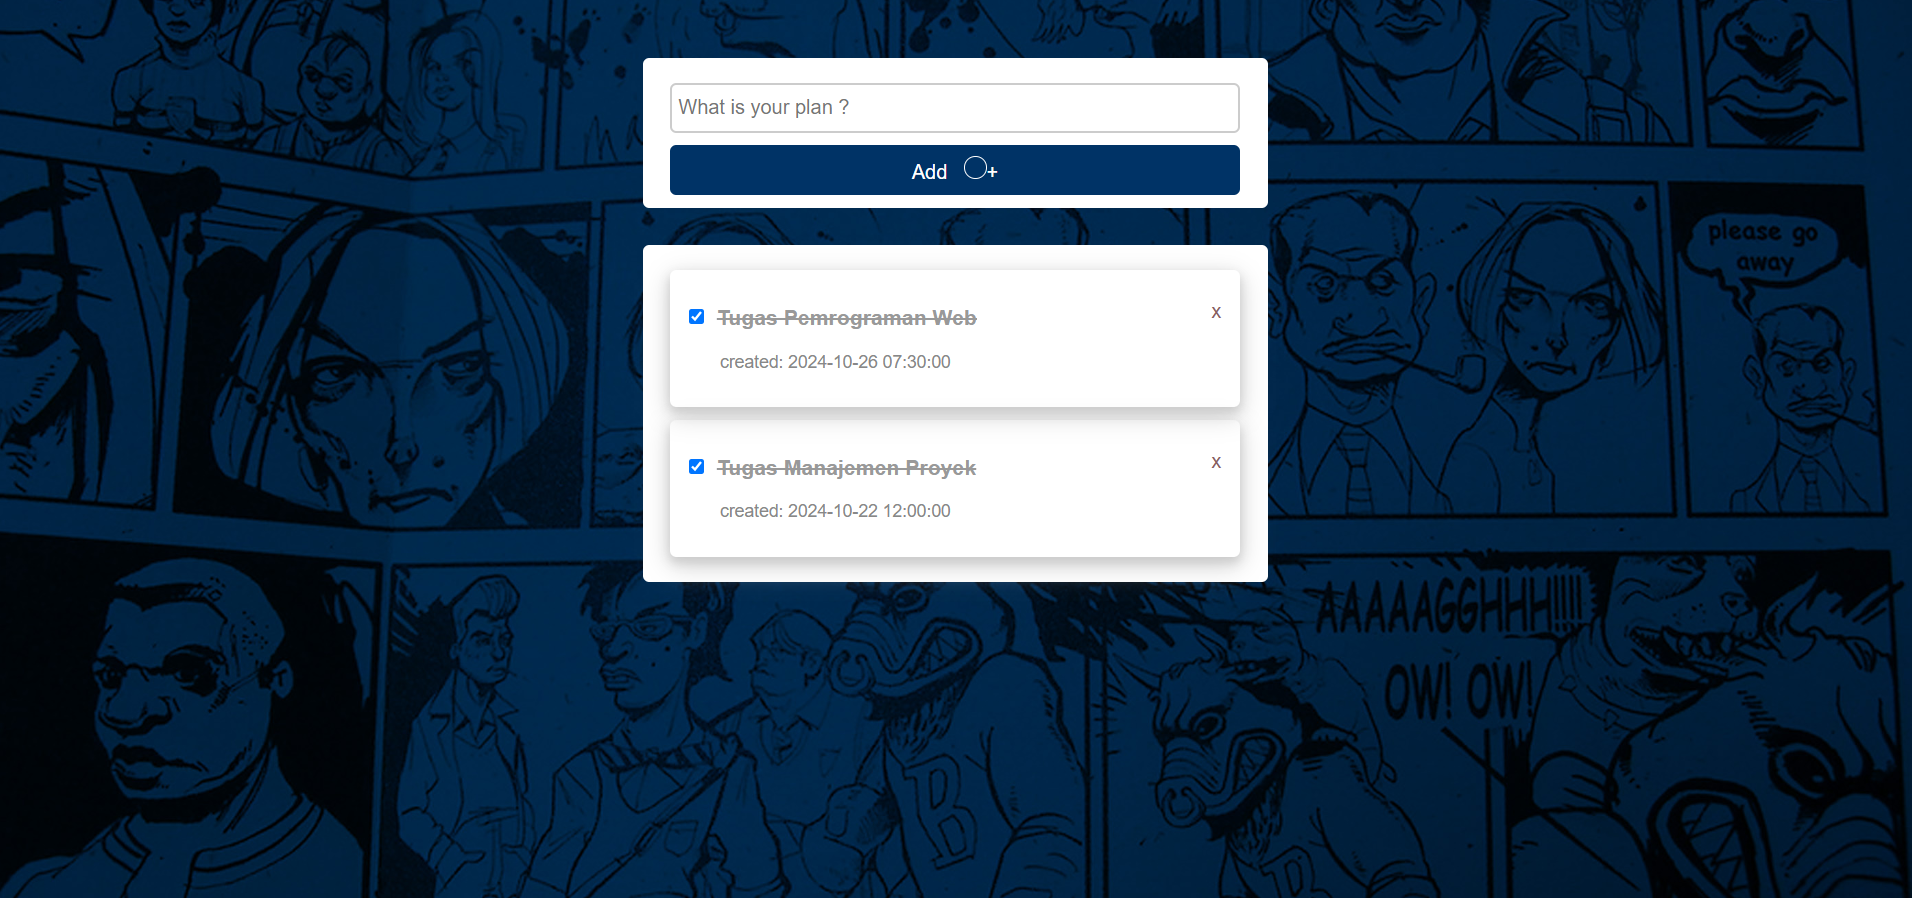 What is your plan ?
Add ◯+
Tugas Pemrograman Web
x
created: 2024-10-26 07:30:00
Tugas Manajemen Proyek
x
created: 2024-10-22 12:00:00
please go
away
AAAAAGGHHH!!!!
OW! OW!
B
B